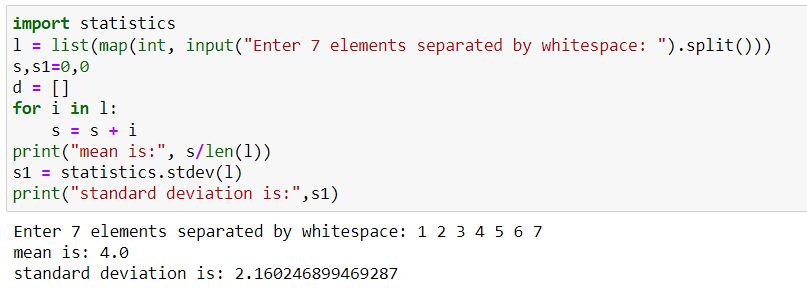 import statistics
l = list(map(int, input("Enter 7 elements separated by whitespace: ").split()))
s,s1=0,0
d = []
for i in l:
    s = s + i
print("mean is:", s/len(l))
s1 = statistics.stdev(l)
print("standard deviation is:",s1)
Enter 7 elements separated by whitespace: 1 2 3 4 5 6 7
mean is: 4.0
standard deviation is: 2.160246899469287